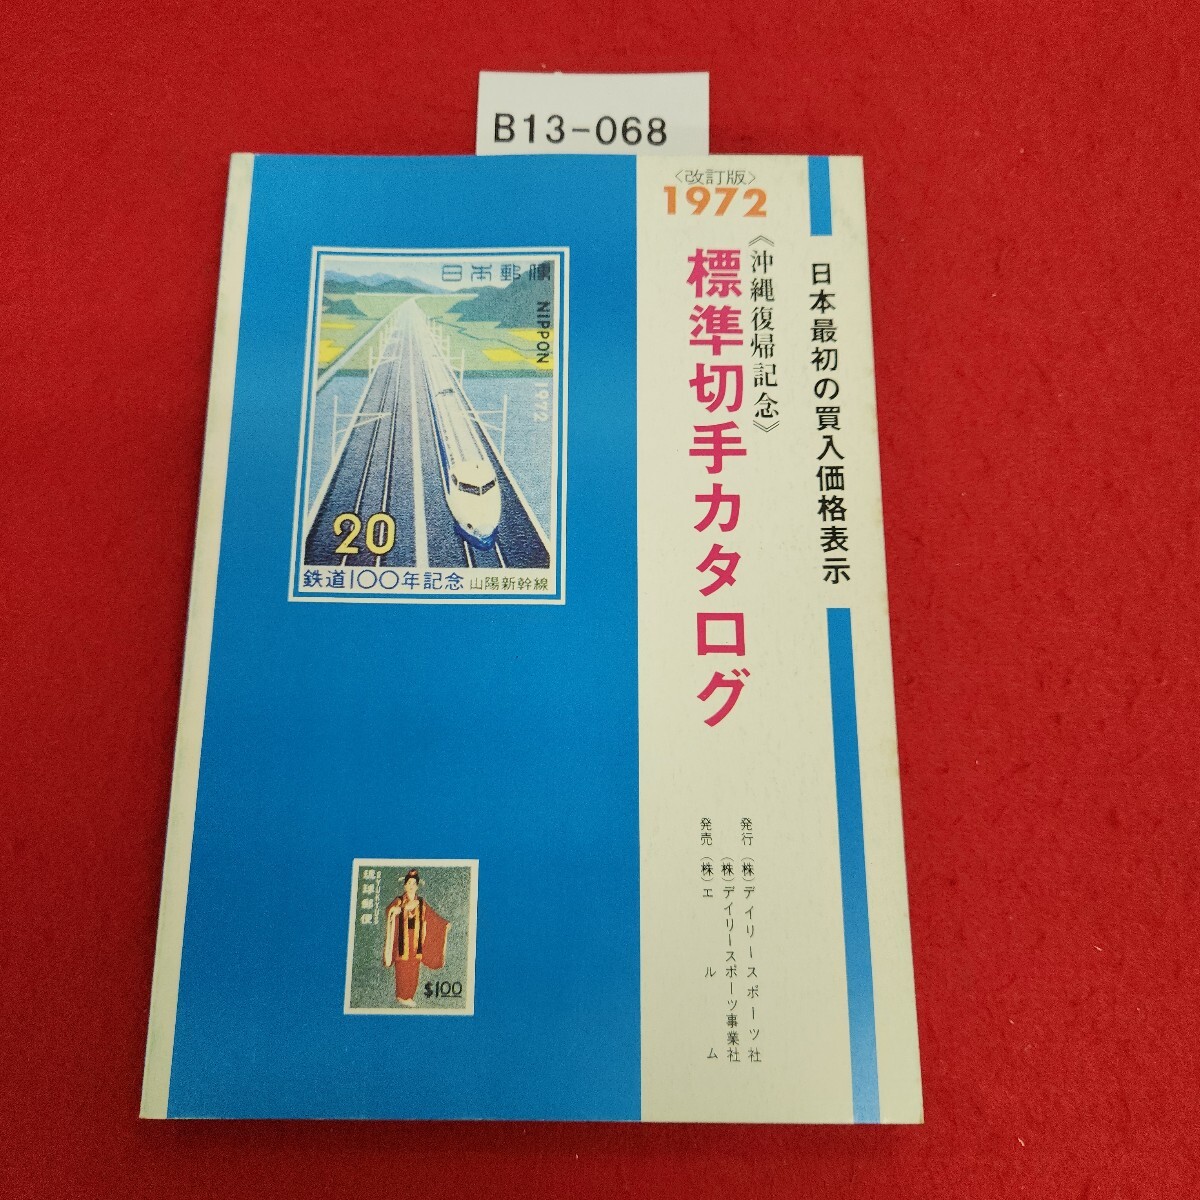 B13-068
〈改訂版〉
1972
日本最初の買入価格表示
《沖縄復帰記念》
標準切手カタログ
日本郵便
NIPPON 1972
20
鉄道100年記念 山陽新幹線
琉球郵便
RYUKYUS
$1.00
発行 (株)デイリースポーツ社
(株)デイリースポーツ事業社
発売 (株)エルム